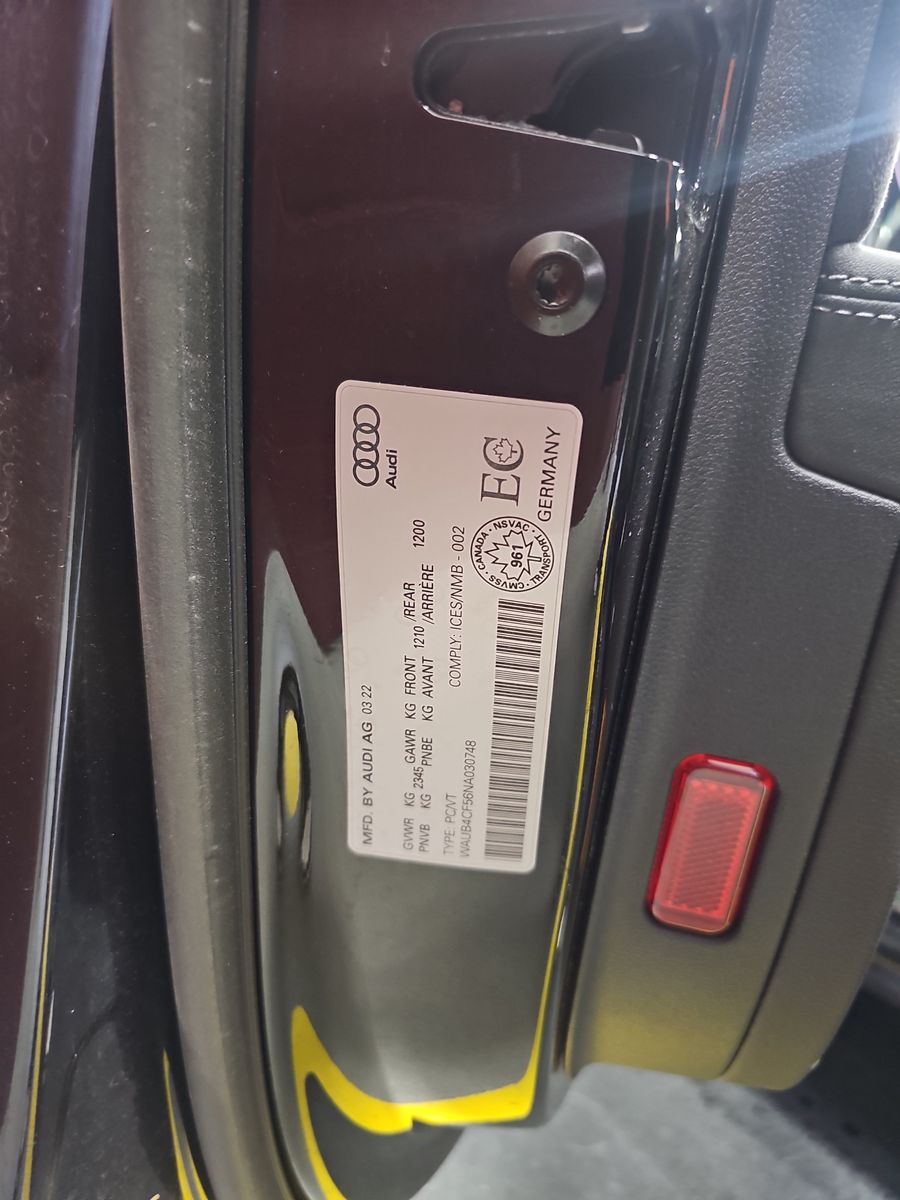 Audi
MFD. BY AUDI AG 03 22
GVWR KG 2345 GAWR KG FRONT 1210 /REAR 1200
PNVB KG PNBE KG AVANT /ARRIÈRE
TYPE: PC/VT COMPLY: ICES/NMB - 002
WAUB4CF56NA030748
CMVSS · CANADA · NSVAC · TRANSPORT
961
EC
GERMANY